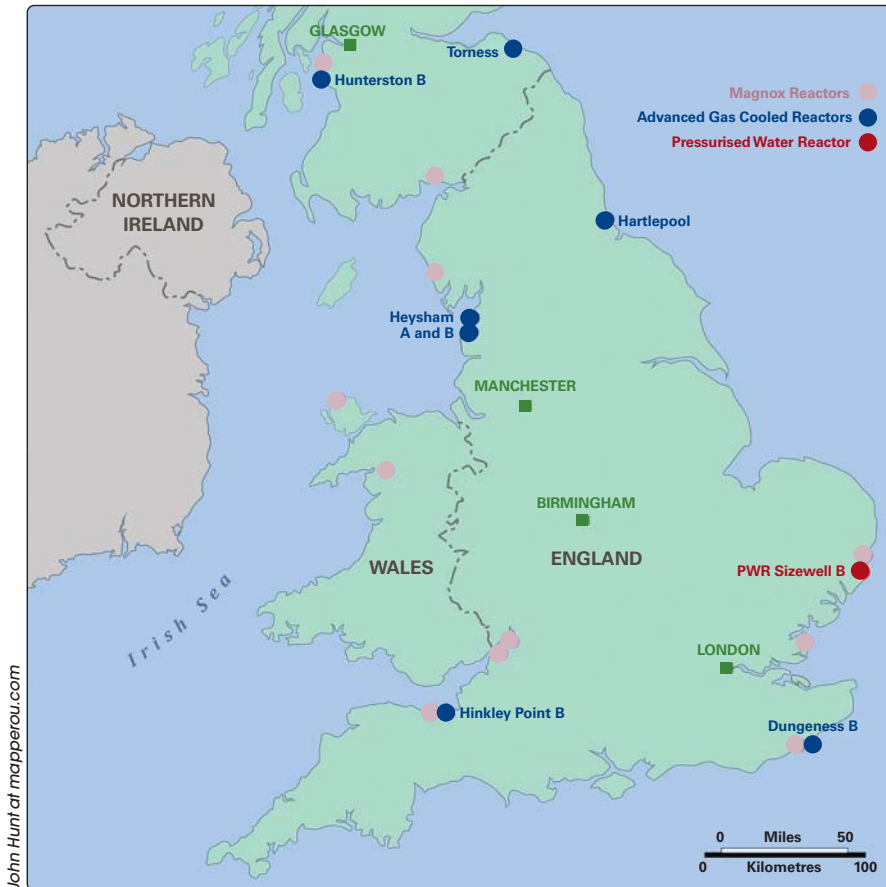 GLASGOW
Torness
Hunterston B
Magnox Reactors
Advanced Gas Cooled Reactors
Pressurised Water Reactor
NORTHERN
IRELAND
Hartlepool
Heysham
A and B
MANCHESTER
BIRMINGHAM
WALES
ENGLAND
PWR Sizewell B
Irish Sea
LONDON
Hinkley Point B
Dungeness B
0 Miles 50
0 Kilometres 100
John Hunt at mapperou.com